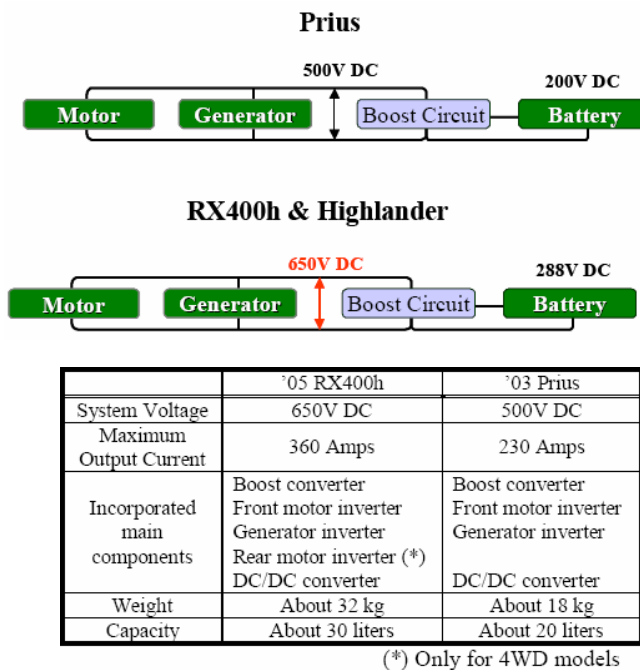 Prius
500V DC
200V DC
Motor
Generator
Boost Circuit
Battery
RX400h & Highlander
650V DC
288V DC
Motor
Generator
Boost Circuit
Battery
'05 RX400h '03 Prius
System Voltage 650V DC 500V DC
Maximum
Output Current 360 Amps 230 Amps
Incorporated
main
components
Boost converter Boost converter
Front motor inverter Front motor inverter
Generator inverter Generator inverter
Rear motor inverter (*)
DC/DC converter DC/DC converter
Weight About 32 kg About 18 kg
Capacity About 30 liters About 20 liters
(*) Only for 4WD models